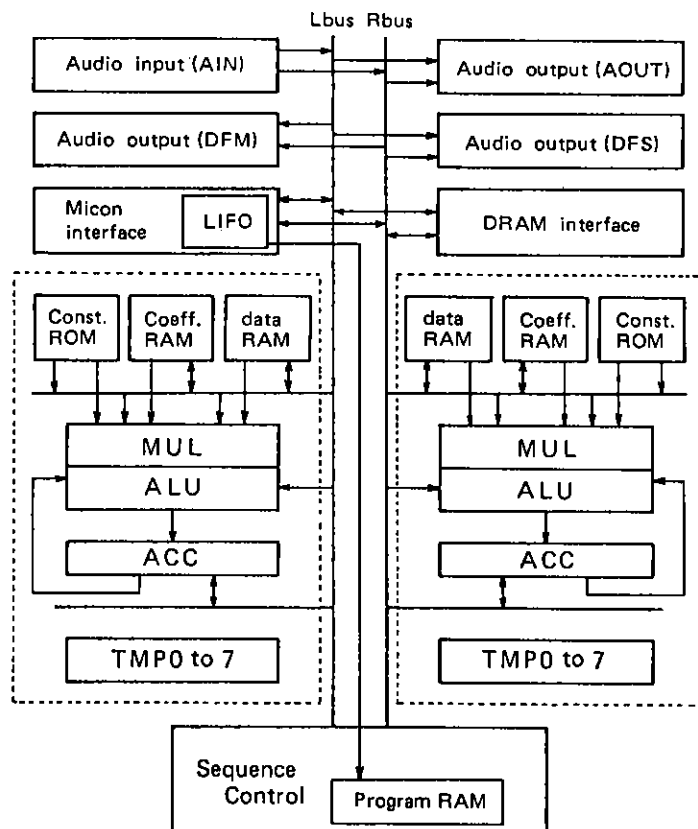 Lbus Rbus
Audio input (AIN)
Audio output (AOUT)
Audio output (DFM)
Audio output (DFS)
Micon
interface
LIFO
DRAM interface
Const.
ROM
Coeff.
RAM
data
RAM
data
RAM
Coeff.
RAM
Const.
ROM
MUL
ALU
ACC
TMP0 to 7
MUL
ALU
ACC
TMP0 to 7
Sequence
Control
Program RAM